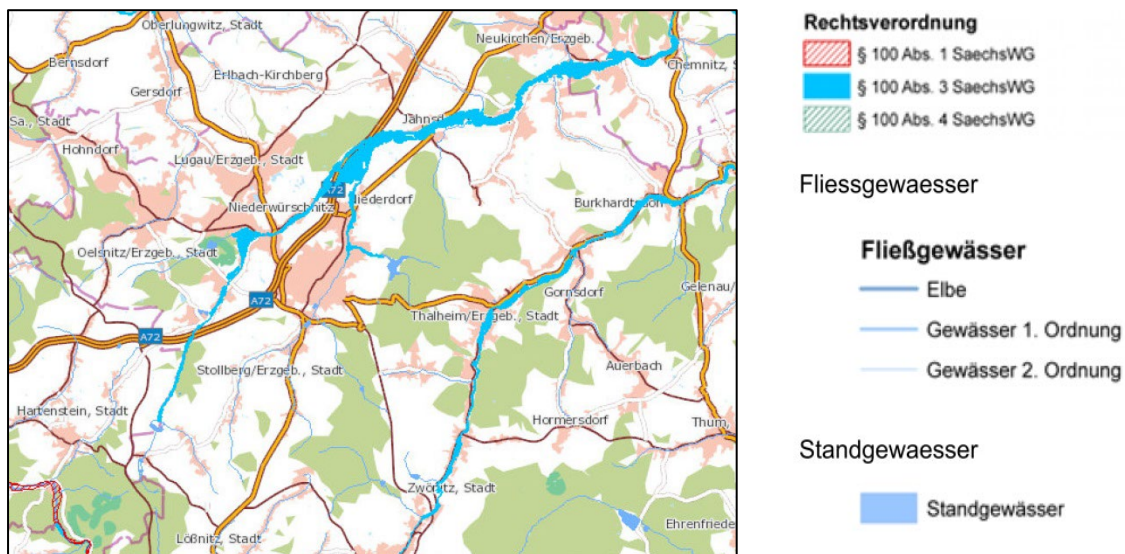 Oberlungwitz, Stadt
Neukirchen/Erzgeb.
Bernsdorf
Erlbach-Kirchberg
Chemnitz, S
Gersdorf
Sa., Stadt
Jahnsd
Hohndorf
Lugau/Erzgeb., Stadt
A72
Niederdorf
Niederwürschnitz
Burkhardtsdorf
Oelsnitz/Erzgeb., Stadt
A72
Gornsdorf
Gelenau/
Thalheim/Erzgeb., Stadt
A72
Stollberg/Erzgeb., Stadt
Auerbach
Hartenstein, Stadt
Hormersdorf
Thum,
Zwönitz, Stadt
Ehrenfriede
Lößnitz, Stadt
Rechtsverordnung
§ 100 Abs. 1 SaechsWG
§ 100 Abs. 3 SaechsWG
§ 100 Abs. 4 SaechsWG
Fliessgewaesser
Fließgewässer
Elbe
Gewässer 1. Ordnung
Gewässer 2. Ordnung
Standgewaesser
Standgewässer